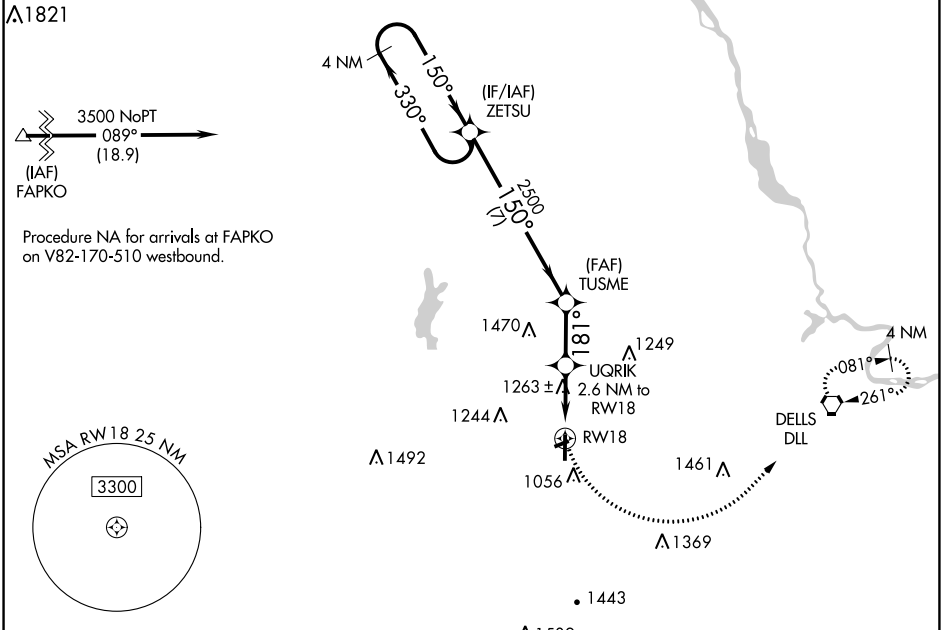 1821
4 NM
150°
330°
(IF/IAF)
ZETSU
3500 NoPT
089°
(18.9)
(IAF)
FAPKO
2500
150°
(7)
Procedure NA for arrivals at FAPKO
on V82-170-510 westbound.
(FAF)
TUSME
1470
181°
1249
4 NM
081°
261°
UQRIK
2.6 NM to
RW18
1263 ±
1244
DELLS
DLL
RW18
MSA RW18 25 NM
3300
1492
1461
1056
1369
1443